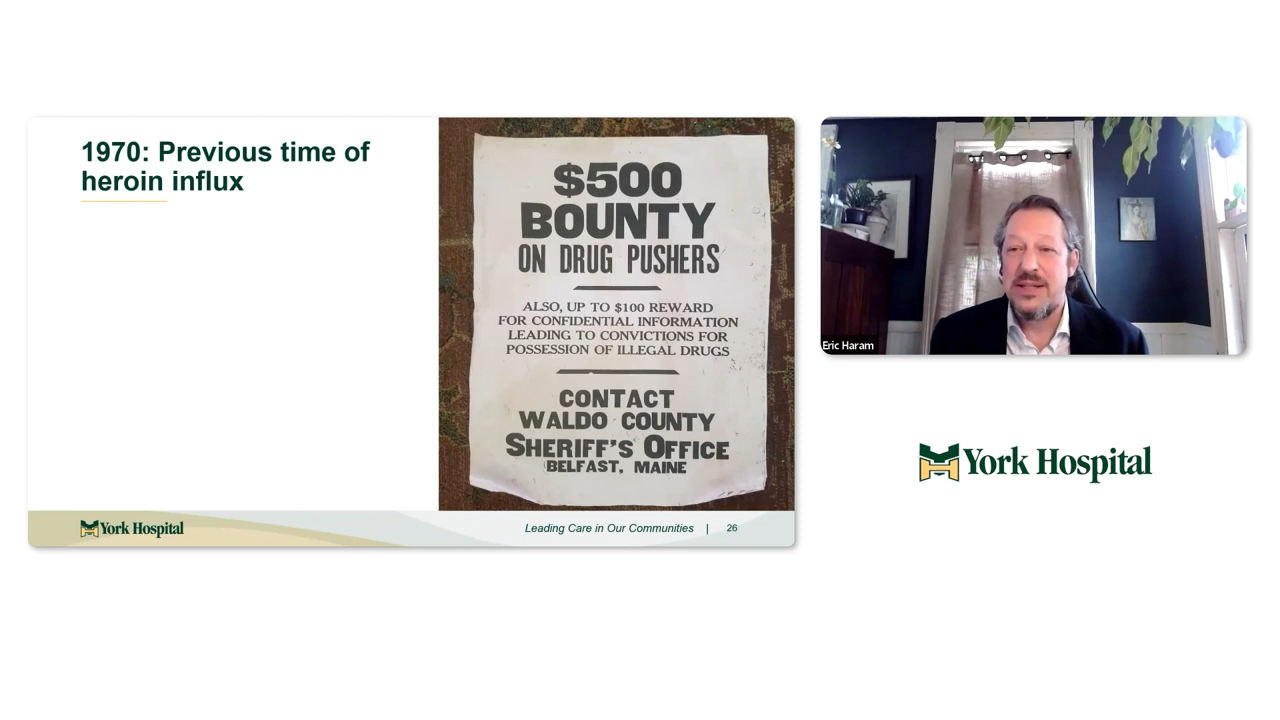 1970: Previous time of
heroin influx
$500
BOUNTY
ON DRUG PUSHERS
ALSO, UP TO $100 REWARD
FOR CONFIDENTIAL INFORMATION
LEADING TO CONVICTIONS FOR
POSSESSION OF ILLEGAL DRUGS
CONTACT
WALDO COUNTY
SHERIFF'S OFFICE
BELFAST, MAINE
York Hospital
Leading Care in Our Communities | 26
Eric Haram
York Hospital